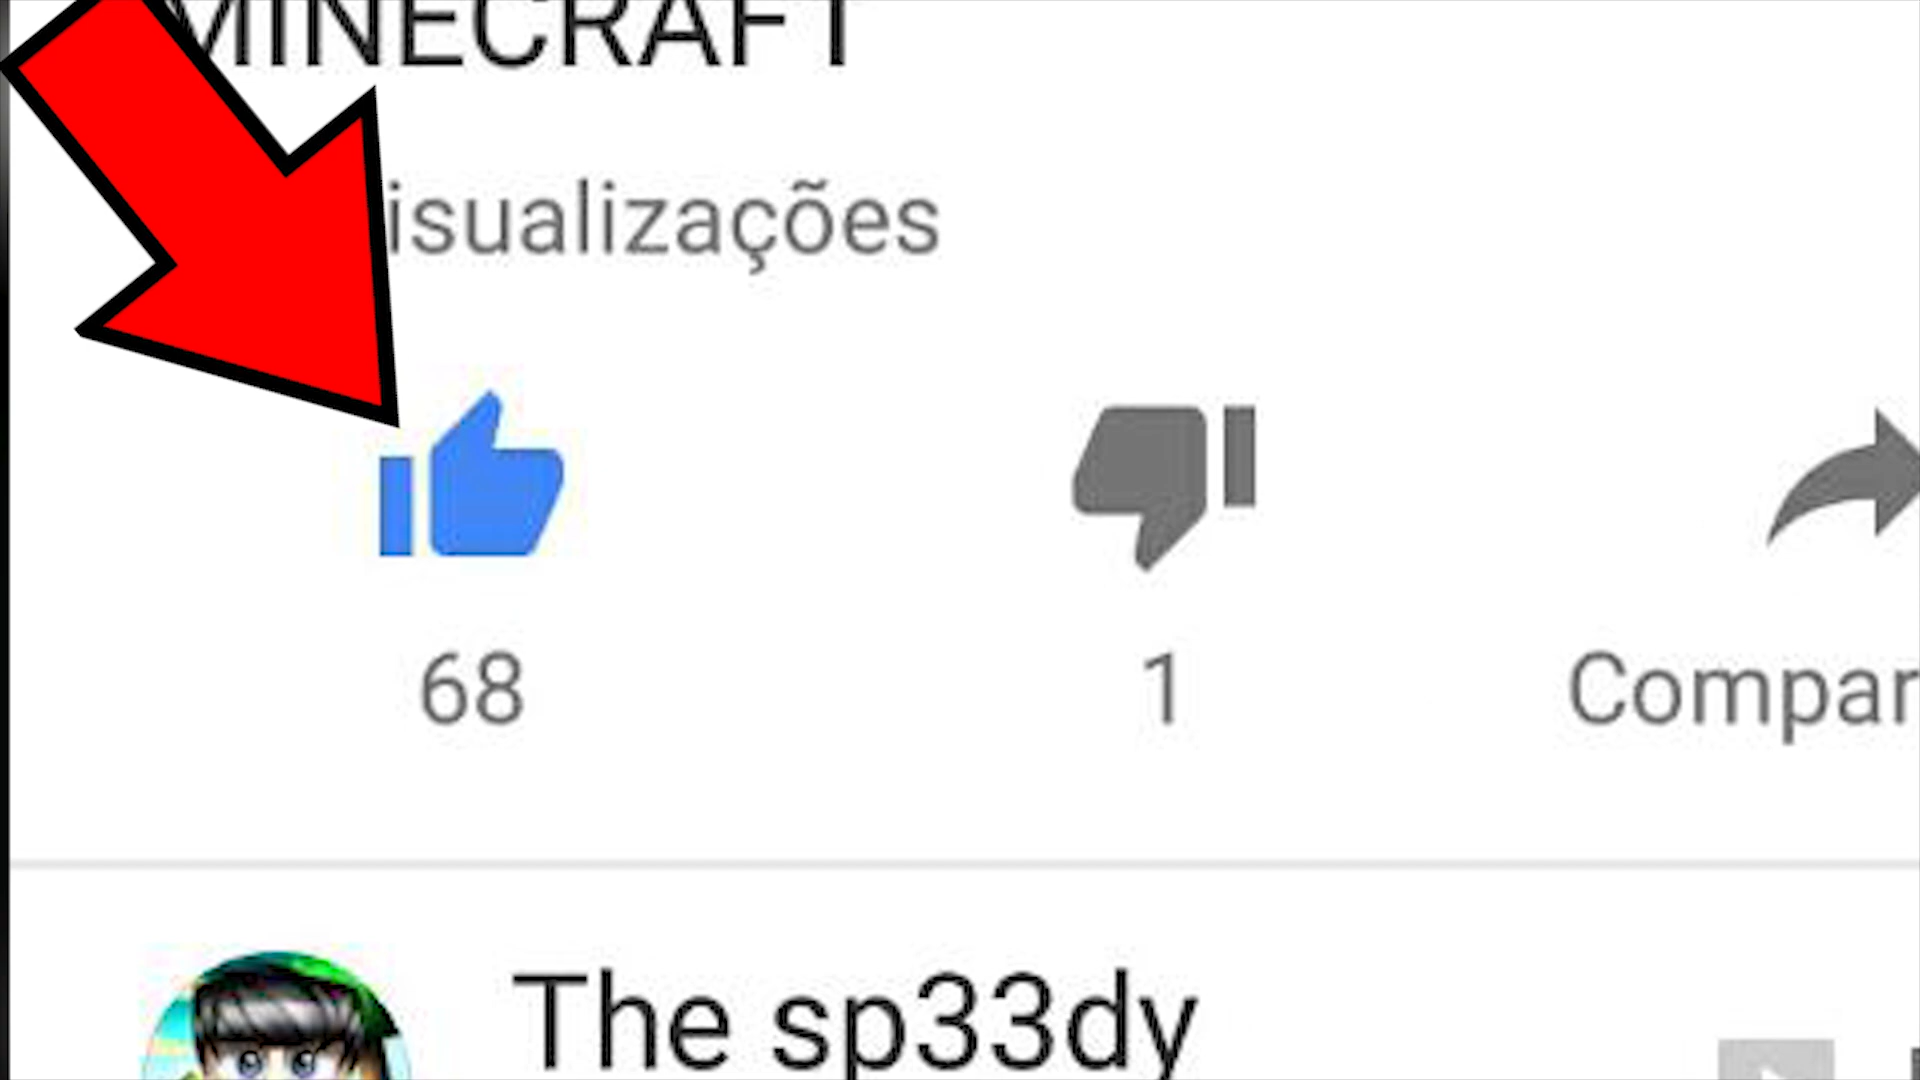 MINECRAFT
isualizações
68
1
Compar
The sp33dy